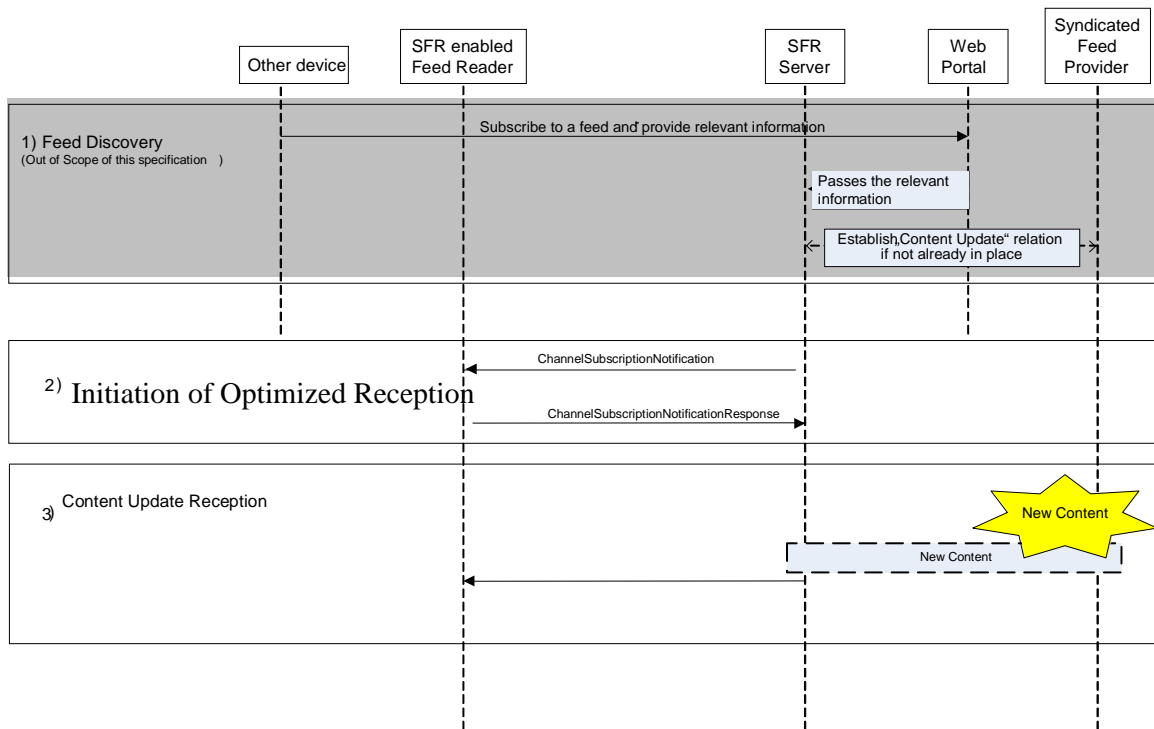 Other device
SFR enabled
Feed Reader
SFR
Server
Web
Portal
Syndicated
Feed
Provider
1) Feed Discovery
(Out of Scope of this specification )
Subscribe to a feed and provide relevant information
Passes the relevant
information
Establish „Content Update“ relation
if not already in place
2) Initiation of Optimized Reception
ChannelSubscriptionNotification
ChannelSubscriptionNotificationResponse
3) Content Update Reception
New Content
New Content